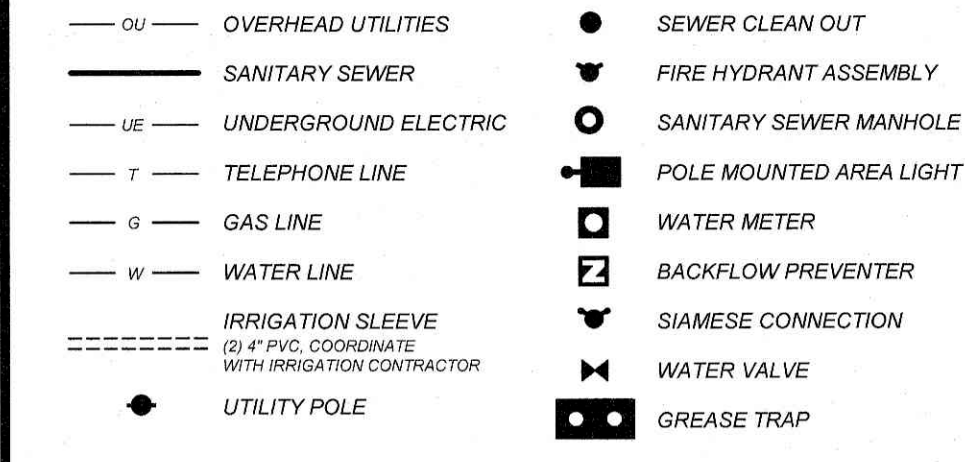 OU OVERHEAD UTILITIES
SANITARY SEWER
UE UNDERGROUND ELECTRIC
T TELEPHONE LINE
G GAS LINE
W WATER LINE
IRRIGATION SLEEVE
(2) 4" PVC, COORDINATE
WITH IRRIGATION CONTRACTOR
UTILITY POLE
SEWER CLEAN OUT
FIRE HYDRANT ASSEMBLY
SANITARY SEWER MANHOLE
POLE MOUNTED AREA LIGHT
WATER METER
Z BACKFLOW PREVENTER
SIAMESE CONNECTION
WATER VALVE
GREASE TRAP